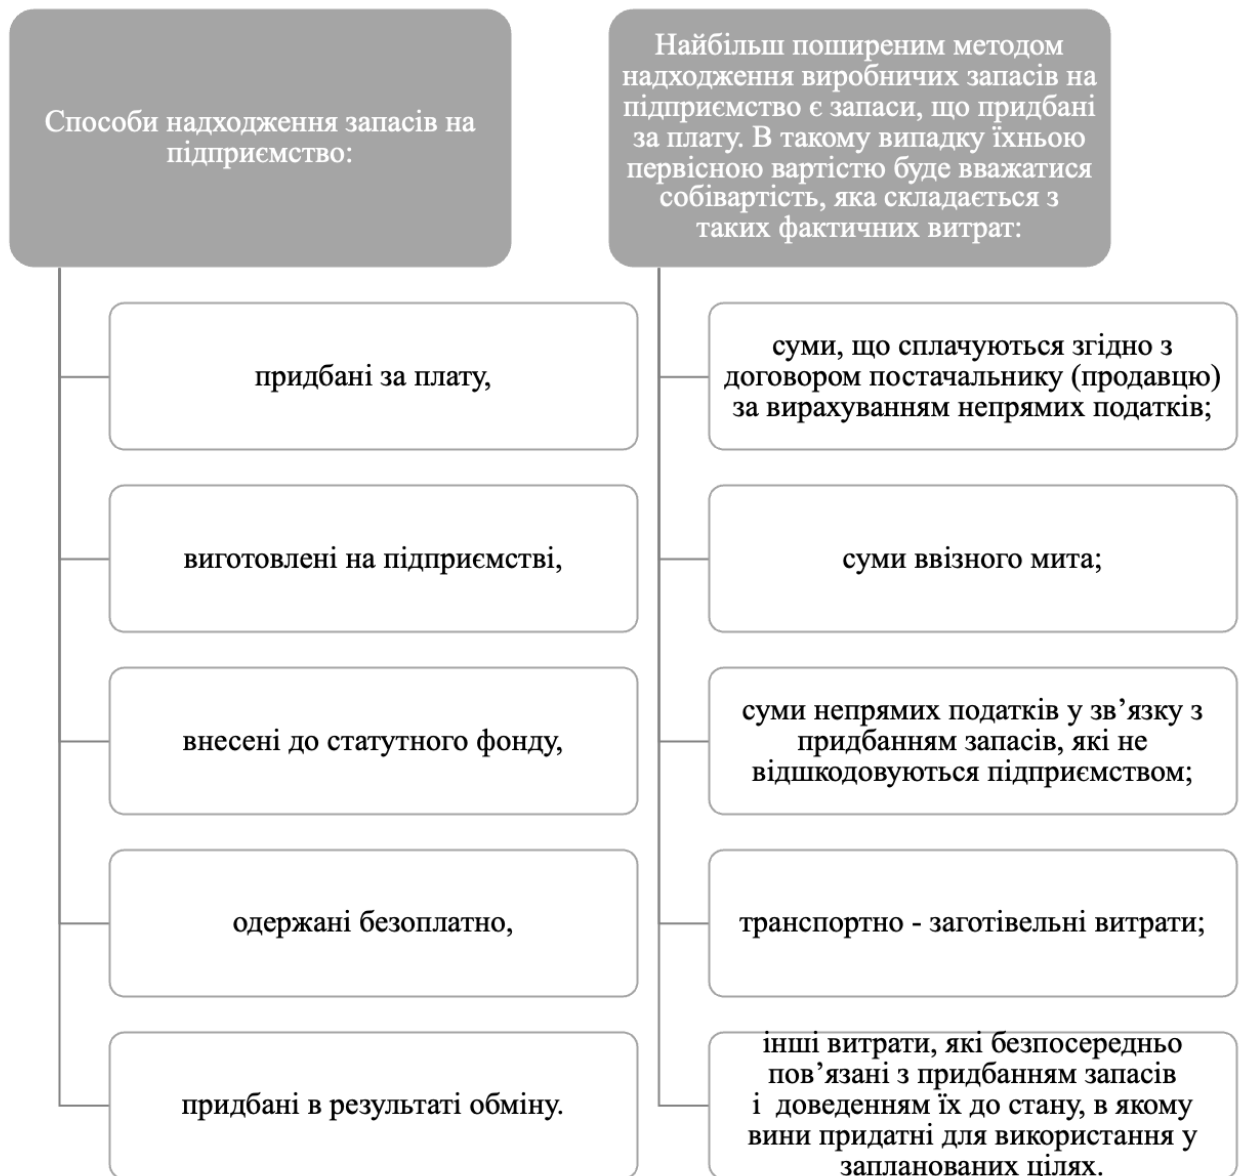 Способи надходження запасів на
підприємство:
придбані за плату,
виготовлені на підприємстві,
внесені до статутного фонду,
одержані безоплатно,
придбані в результаті обміну.
Найбільш поширеним методом
надходження виробничих запасів на
підприємство є запаси, що придбані
за плату. В такому випадку їхньою
первісною вартістю буде вважатися
собівартість, яка складається з
таких фактичних витрат:
суми, що сплачуються згідно з
договором постачальнику (продавцю)
за вирахуванням непрямих податків;
суми ввізного мита;
суми непрямих податків у зв’язку з
придбанням запасів, які не
відшкодовуються підприємством;
транспортно - заготівельні витрати;
інші витрати, які безпосередньо
пов’язані з придбанням запасів
і  доведенням їх до стану, в якому
вини придатні для використання у
запланованих цілях.